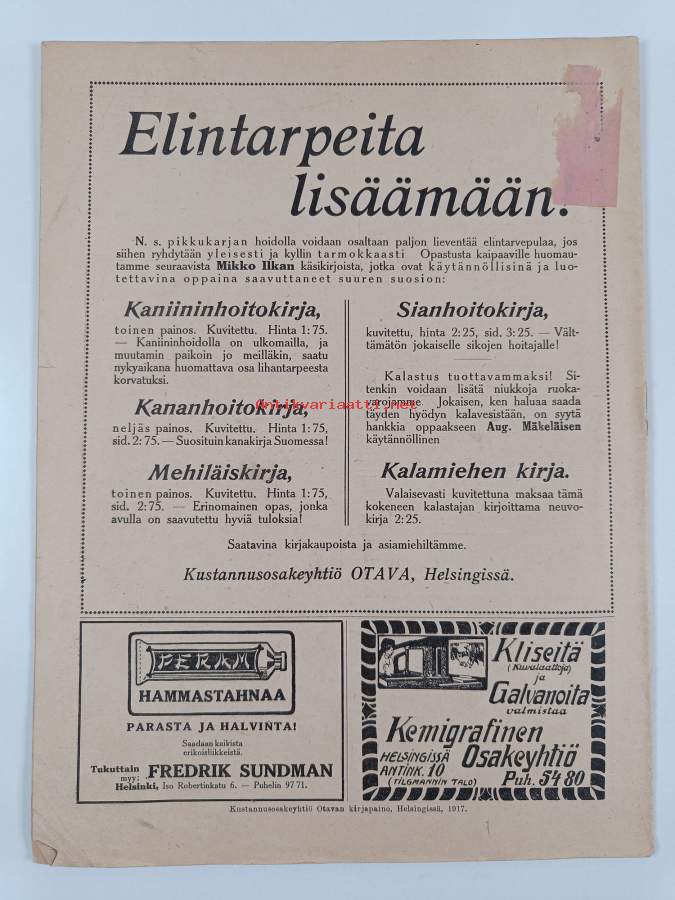 Elintarpeita
lisäämään!
N. s. pikkukarjan hoidolla voidaan osaltaan paljon lieventää elintarvepulaa, jos
siihen ryhdytään yleisesti ja kyllin tarmokkaasti Opastusta kaipaaville huomau-
tamme seuraavista Mikko Ilkan käsikirjoista, jotka ovat käytännöllisinä ja luo-
tettavina oppaina saavuttaneet suuren suosion:
Kaniininhoitokirja,
toinen painos. Kuvitettu. Hinta 1:75.
— Kaniininhoidolla on ulkomailla, ja
muutamin paikoin jo meilläkin, saatu
nykyaikana huomattava osa lihantarpeesta
korvatuksi.
Kananhoitokirja,
neljäs painos. Kuvitettu. Hinta 1:75,
sid. 2:75. — Suosituin kanakirja Suomessa!
Mehiläiskirja,
toinen painos. Kuvitettu. Hinta 1:75,
sid. 2:75. — Erinomainen opas, jonka
avulla on saavutettu hyviä tuloksia!
Sianhoitokirja,
kuvitettu, hinta 2:25, sid. 3:25. — Vält-
tämätön jokaiselle sikojen hoitajalle!
Kalastus tuottavammaksi! Si-
tenkin voidaan lisätä niukkoja ruoka-
varojamme Jokaisen, ken haluaa saada
täyden hyödyn kalavesistään, on syytä
hankkia oppaakseen Aug. Mäkeläisen
käytännöllinen
Kalamiehen kirja.
Valaisevasti kuvitettuna maksaa tämä
kokeneen kalastajan kirjoittama neuvo-
kirja 2:25.
Antikvariaatti.net
Saatavina kirjakaupoista ja asiamiehiltämme.
Kustannusosakeyhtiö OTAVA, Helsingissä.
PERAM
HAMMASTAHNAA
PARASTA JA HALVINTA!
Saadaan kaikista
erikoisliikkeistä.
Tukuttain
myy: FREDRIK SUNDMAN
Helsinki, Iso Robertinkatu 6. — Puhelin 97 71.
Kliseitä
(Kuvalaattoja)
ja
Galvanoita
valmistaa
Kemigrafinen
HELSINGISSÄ Osakeyhtiö
ANTINK. 10
(TILGMANNIN TALO) Puh. 54 80
Kustannusosakeyhtiö Otavan kirjapaino, Helsingissä, 1917.